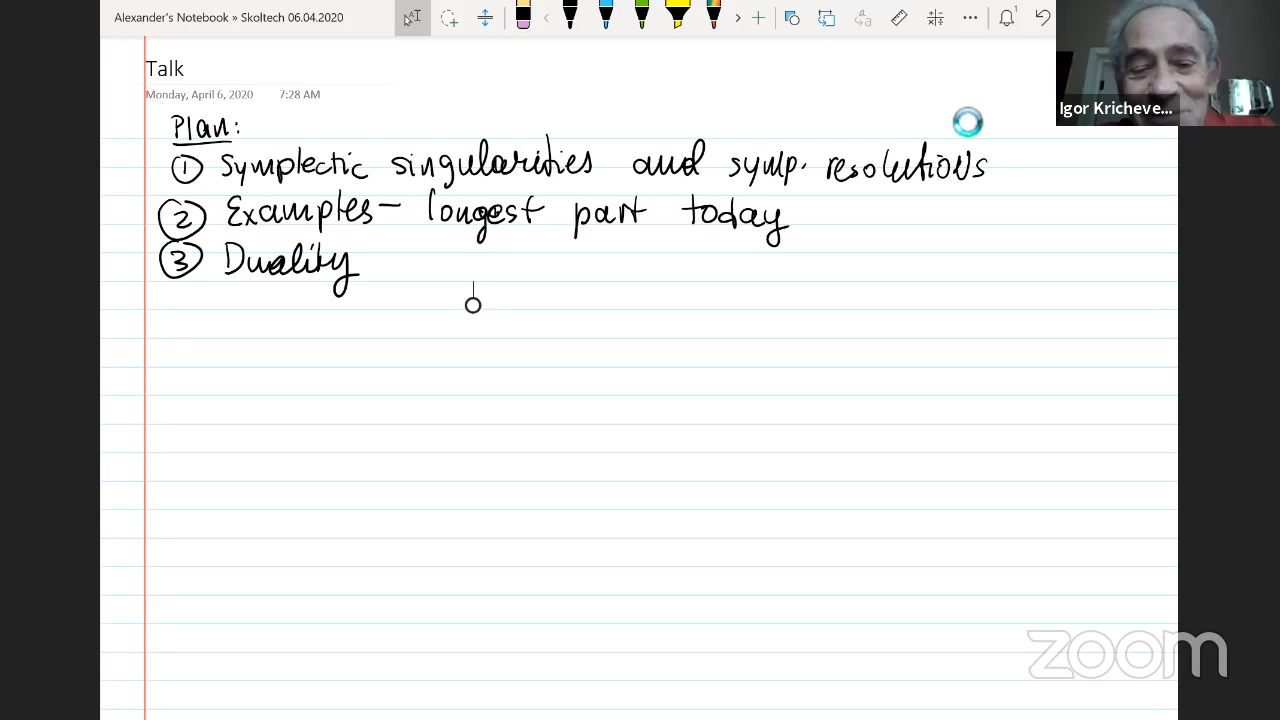 Alexander's Notebook » Skoltech 06.04.2020
Talk
Monday, April 6, 2020 7:28 AM
Igor Kricheve...
Plan:
① Symplectic singularities and symp. resolutions
② Examples - longest part today
③ Duality
zoom